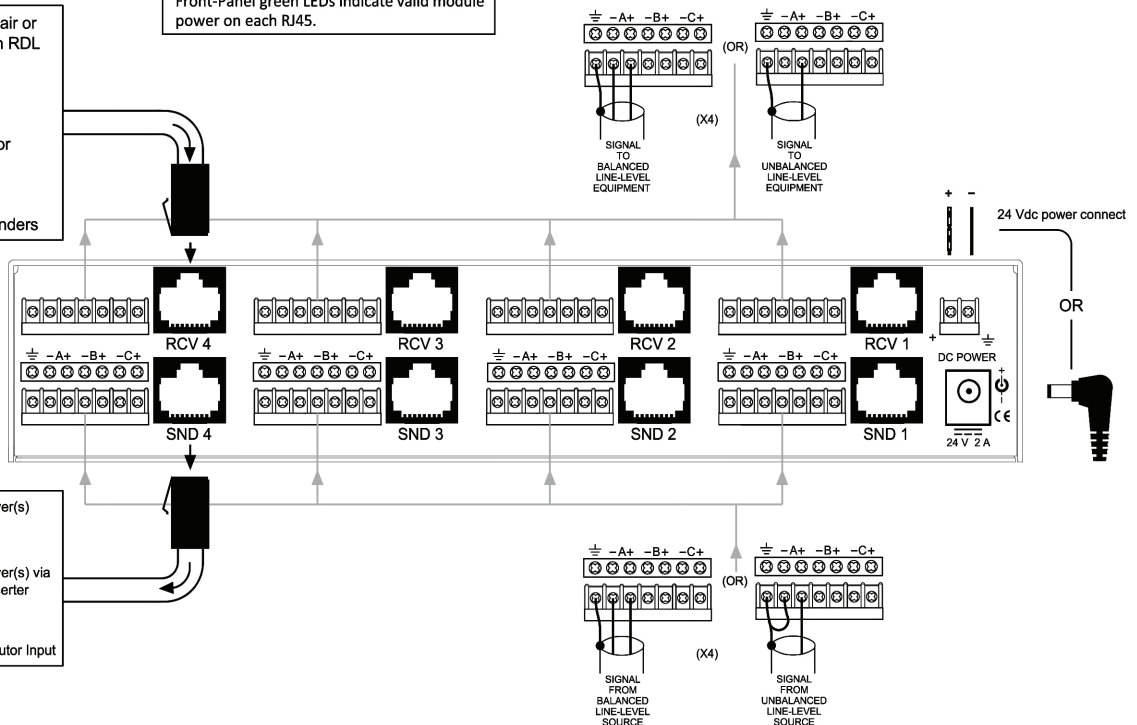 air or
n RDL
or
nders
Front-Panel green LEDs indicate valid module
power on each RJ45.
−A+ −B+ −C+
−A+ −B+ −C+
(OR)
(X4)
SIGNAL
TO
BALANCED
LINE-LEVEL
EQUIPMENT
SIGNAL
TO
UNBALANCED
LINE-LEVEL
EQUIPMENT
+ −
24 Vdc power connect
OR
RCV 4
RCV 3
RCV 2
RCV 1
+
DC POWER
−A+ −B+ −C+
−A+ −B+ −C+
−A+ −B+ −C+
−A+ −B+ −C+
+
-
CE
SND 4
SND 3
SND 2
SND 1
24 V 2 A
ver(s)
ver(s) via
serter
utor Input
−A+ −B+ −C+
−A+ −B+ −C+
(OR)
(X4)
SIGNAL
FROM
BALANCED
LINE-LEVEL
SOURCE
SIGNAL
FROM
UNBALANCED
LINE-LEVEL
SOURCE